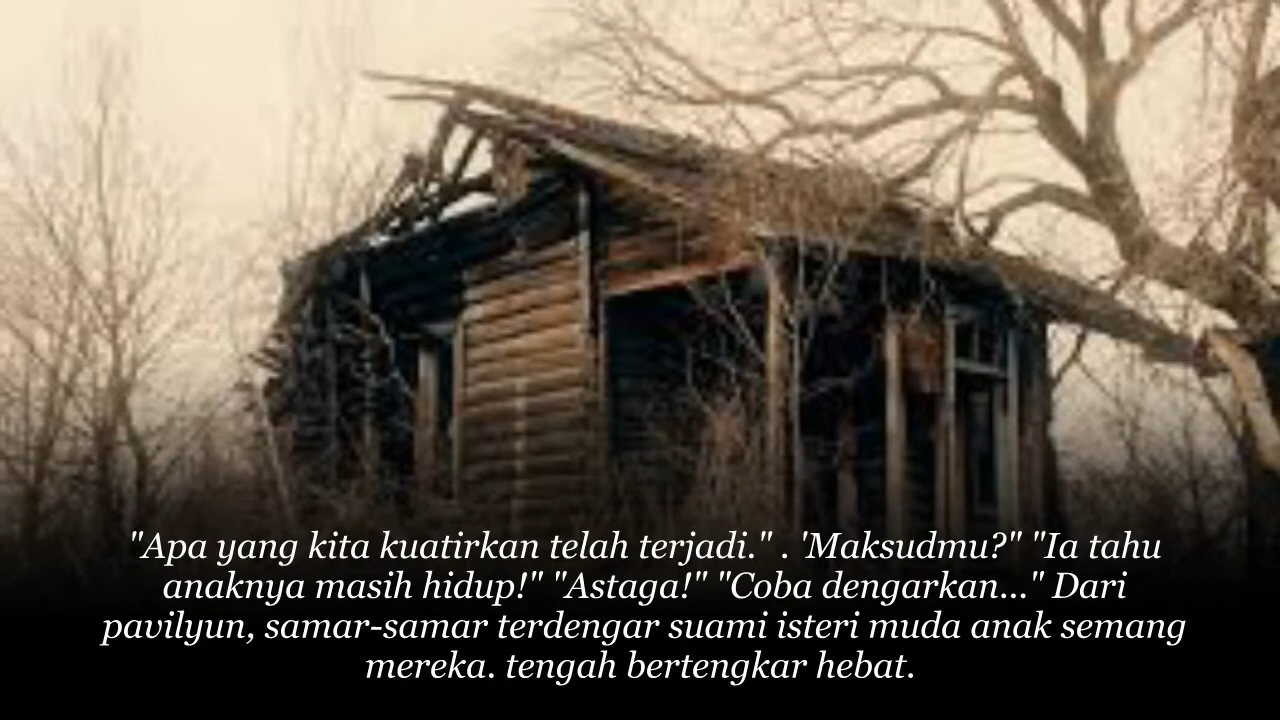 "Apa yang kita kuatirkan telah terjadi." . 'Maksudmu?" "Ia tahu
anaknya masih hidup!" "Astaga!" "Coba dengarkan..." Dari
pavilyun, samar-samar terdengar suami isteri muda anak semang
mereka. tengah bertengkar hebat.